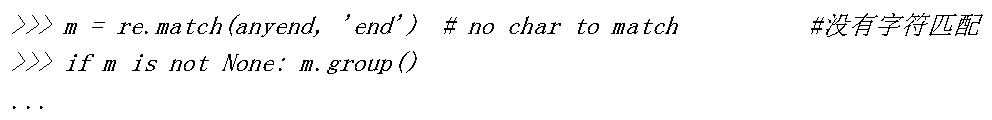 >>> m = re.match(anyend, 'end') # no char to match #没有字符匹配
>>> if m is not None: m.group()
...